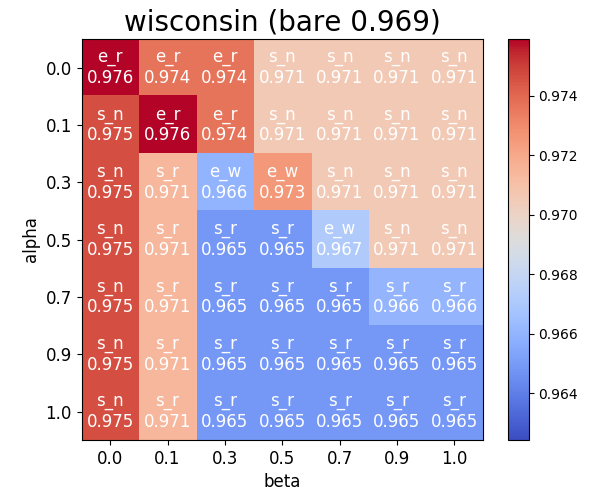 wisconsin (bare 0.969)
0.0 e_r e_r e_r s_n s_n s_n s_n
0.976 0.974 0.974 0.971 0.971 0.971 0.971
0.1 s_n e_r e_r s_n s_n s_n s_n
0.975 0.976 0.974 0.971 0.971 0.971 0.971
0.3 s_n s_r e_w e_w s_n s_n s_n
0.975 0.971 0.966 0.973 0.971 0.971 0.971
0.5 s_n s_r s_r s_r e_w s_n s_n
0.975 0.971 0.965 0.965 0.967 0.971 0.971
0.7 s_n s_r s_r s_r s_r s_r s_r
0.975 0.971 0.965 0.965 0.965 0.966 0.966
0.9 s_n s_r s_r s_r s_r s_r s_r
0.975 0.971 0.965 0.965 0.965 0.965 0.965
1.0 s_n s_r s_r s_r s_r s_r s_r
0.975 0.971 0.965 0.965 0.965 0.965 0.965
0.0 0.1 0.3 0.5 0.7 0.9 1.0
beta
alpha
0.974
0.972
0.970
0.968
0.966
0.964